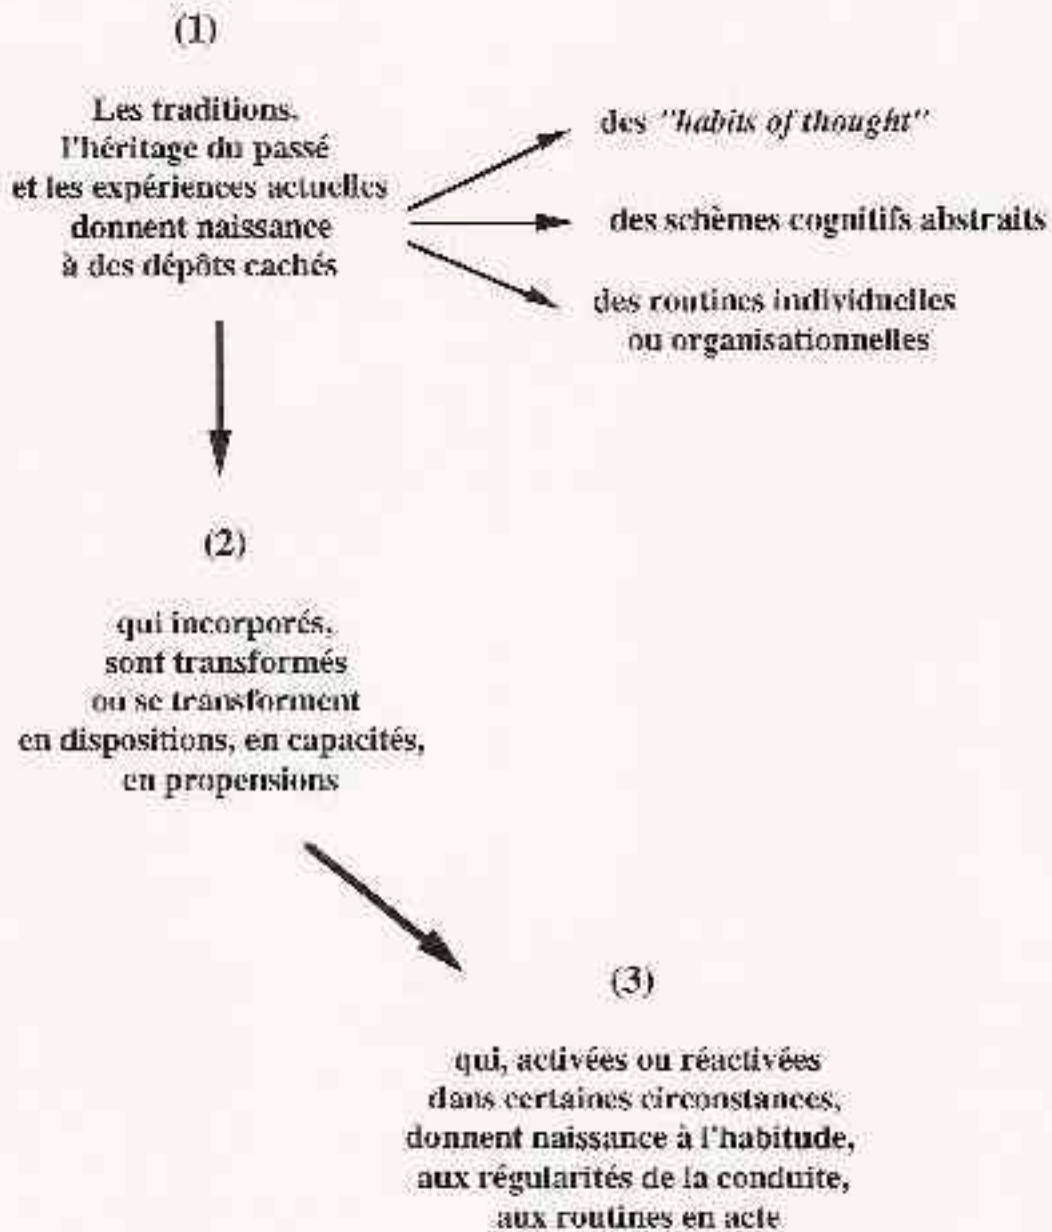 (1)
Les traditions,
l'héritage du passé
et les expériences actuelles
donnent naissance
à des dépôts cachés
des "habits of thought"
des schèmes cognitifs abstraits
des routines individuelles
ou organisationnelles
(2)
qui incorporés,
sont transformés
ou se transforment
en dispositions, en capacités,
en propensions
(3)
qui, activées ou réactivées
dans certaines circonstances,
donnent naissance à l'habitude,
aux régularités de la conduite,
aux routines en acte